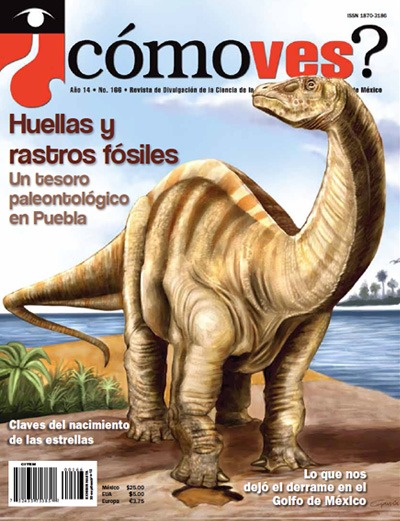 ISSN 1870-3186
¿cómoves?
Año 14 • No. 166 • Revista de Divulgación de la Ciencia de la de México
Huellas y
rastros fósiles
Un tesoro
paleontológico
en Puebla
Claves del nacimiento
de las estrellas
Lo que nos
dejó el derrame en el
Golfo de México
México $25.00
EUA $5.00
Europa €3.75
00166